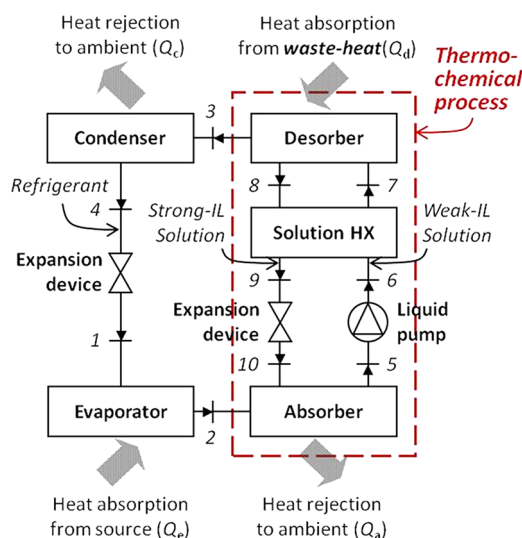 Heat rejection
to ambient (Qc)
Heat absorption
from waste-heat(Qd)
Thermo-
chemical
process
3
Condenser
Desorber
Refrigerant
4
8
7
Strong-IL
Solution
Weak-IL
Solution
Solution HX
Expansion
device
9
6
Expansion
device
Liquid
pump
1
10
5
Evaporator
Absorber
2
Heat absorption
from source (Qe)
Heat rejection
to ambient (Qa)